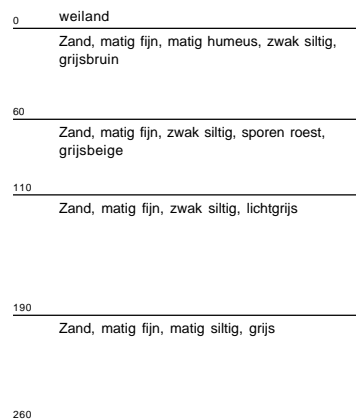 0 weiland
Zand, matig fijn, matig humeus, zwak siltig,
grijsbruin
60
Zand, matig fijn, zwak siltig, sporen roest,
grijsbeige
110
Zand, matig fijn, zwak siltig, lichtgrijs
190
Zand, matig fijn, matig siltig, grijs
260